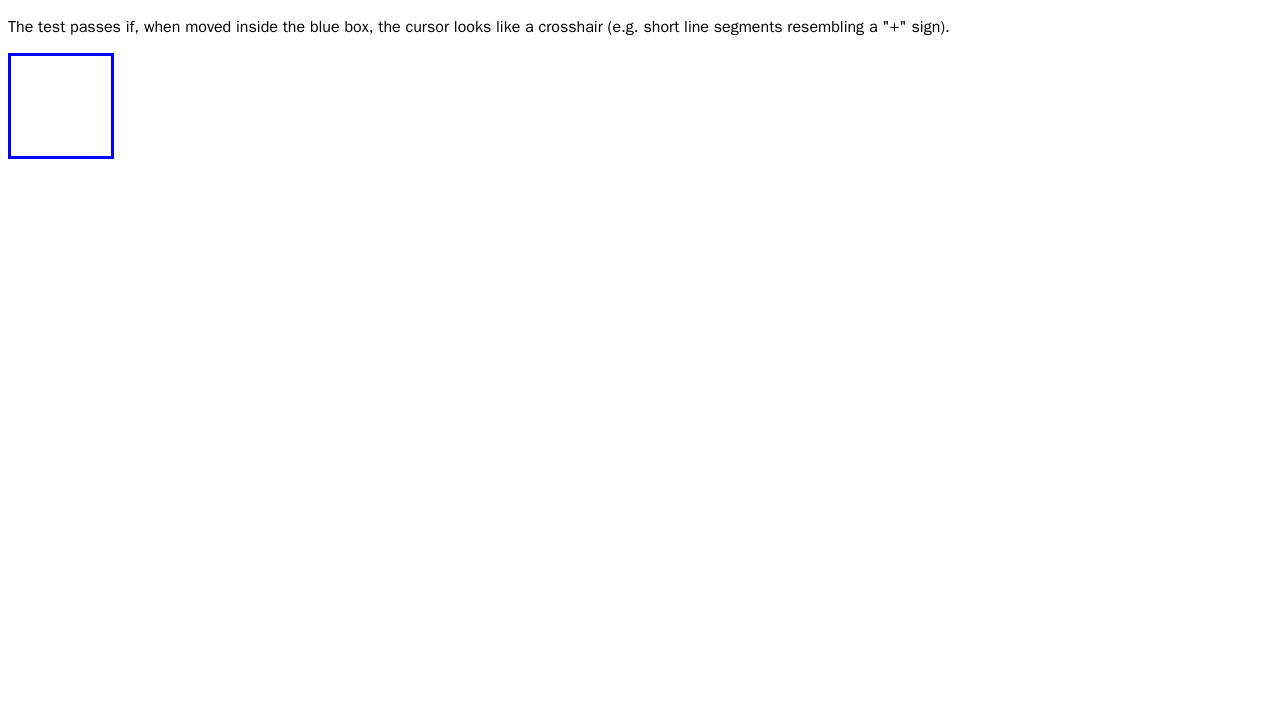 The test passes if, when moved inside the blue box, the cursor looks like a crosshair (e.g. short line segments resembling a "+" sign).